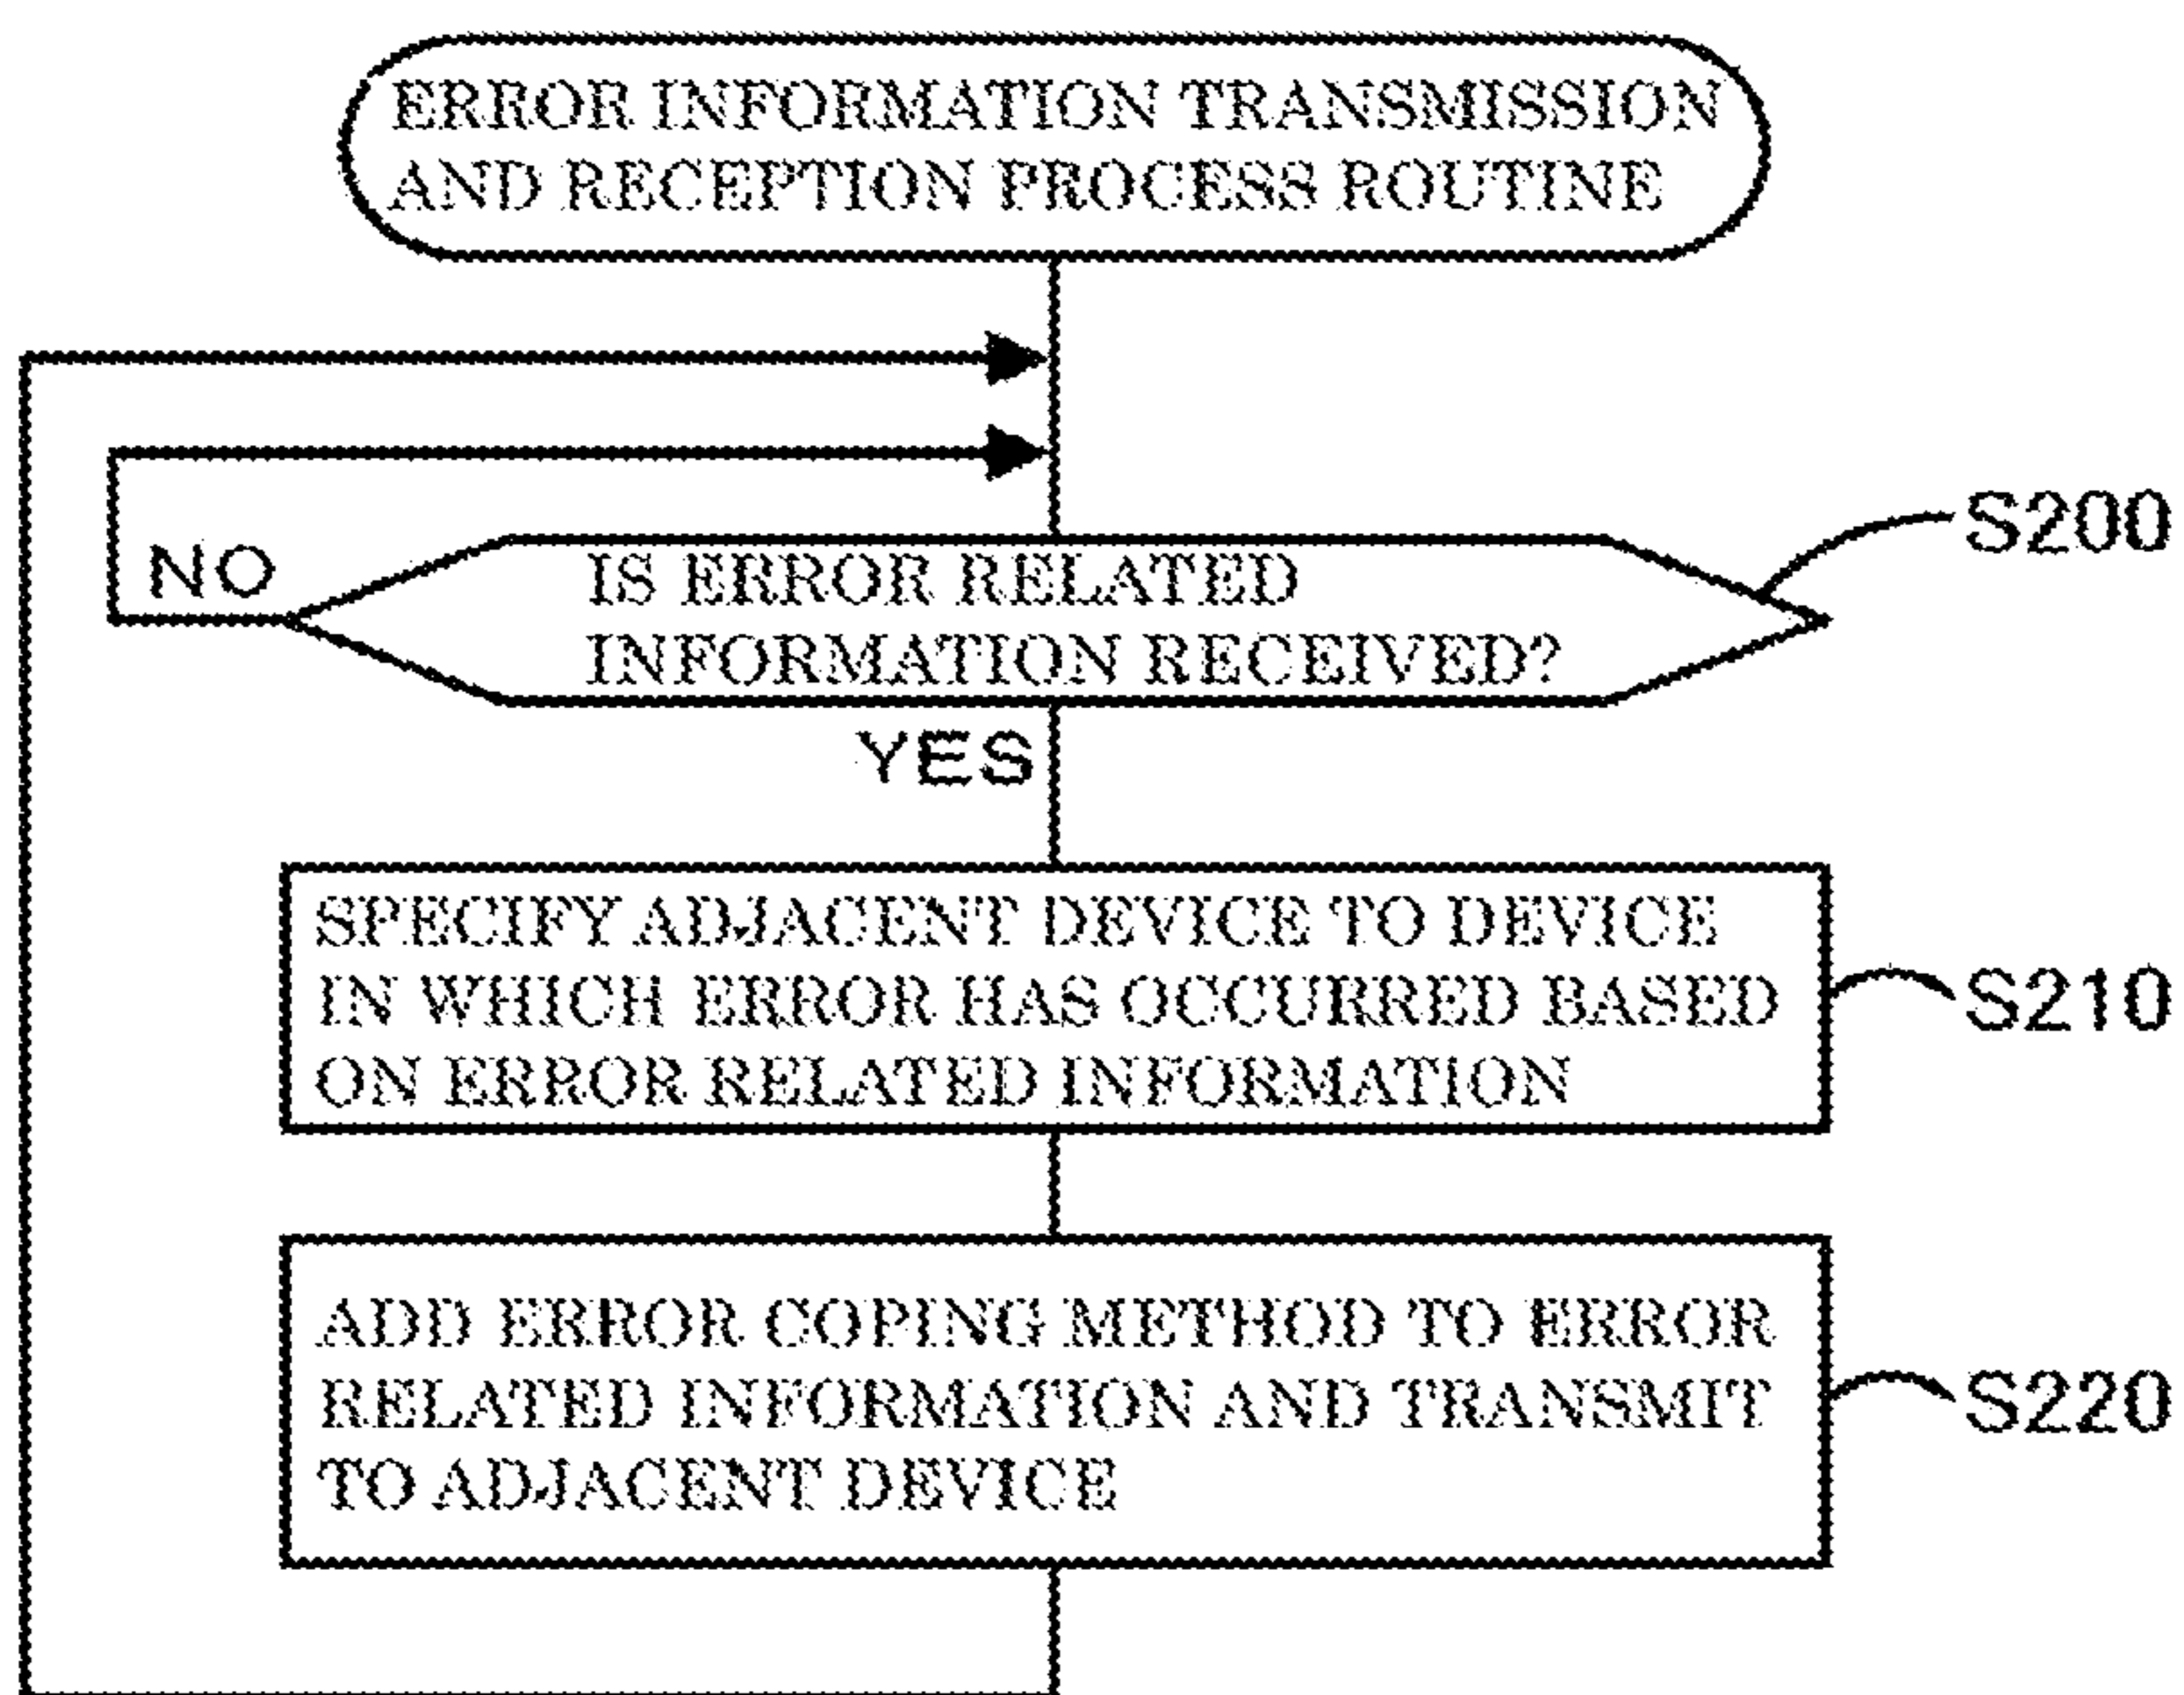 ERROR INFORMATION TRANSMISSION
AND RECEPTION PROCESS ROUTINE
S200
NO
IS ERROR RELATED
INFORMATION RECEIVED?
YES
SPECIFY ADJACENT DEVICE TO DEVICE
IN WHICH ERROR HAS OCCURRED BASED
ON ERROR RELATED INFORMATION
S210
ADD ERROR COPING METHOD TO ERROR
RELATED INFORMATION AND TRANSMIT
TO ADJACENT DEVICE
S220